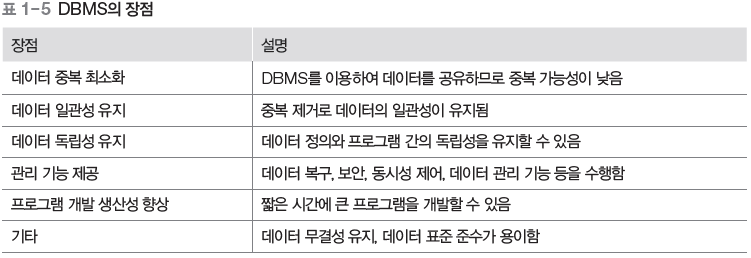 표 1-5 DBMS의 장점
장점 설명
데이터 중복 최소화 DBMS를 이용하여 데이터를 공유하므로 중복 가능성이 낮음
데이터 일관성 유지 중복 제거로 데이터의 일관성이 유지됨
데이터 독립성 유지 데이터 정의와 프로그램 간의 독립성을 유지할 수 있음
관리 기능 제공 데이터 복구, 보안, 동시성 제어, 데이터 관리 기능 등을 수행함
프로그램 개발 생산성 향상 짧은 시간에 큰 프로그램을 개발할 수 있음
기타 데이터 무결성 유지, 데이터 표준 준수가 용이함